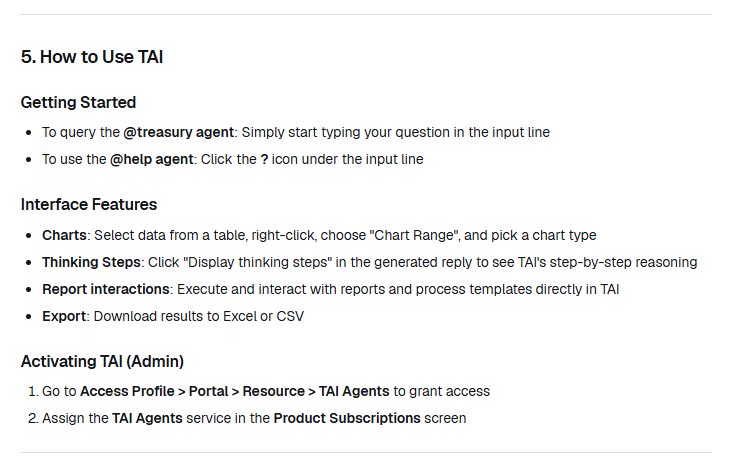 5. How to Use TAI
Getting Started
• To query the @treasury agent: Simply start typing your question in the input line
• To use the @help agent: Click the ? icon under the input line
Interface Features
• Charts: Select data from a table, right-click, choose "Chart Range", and pick a chart type
• Thinking Steps: Click "Display thinking steps" in the generated reply to see TAI's step-by-step reasoning
• Report interactions: Execute and interact with reports and process templates directly in TAI
• Export: Download results to Excel or CSV
Activating TAI (Admin)
1. Go to Access Profile > Portal > Resource > TAI Agents to grant access
2. Assign the TAI Agents service in the Product Subscriptions screen